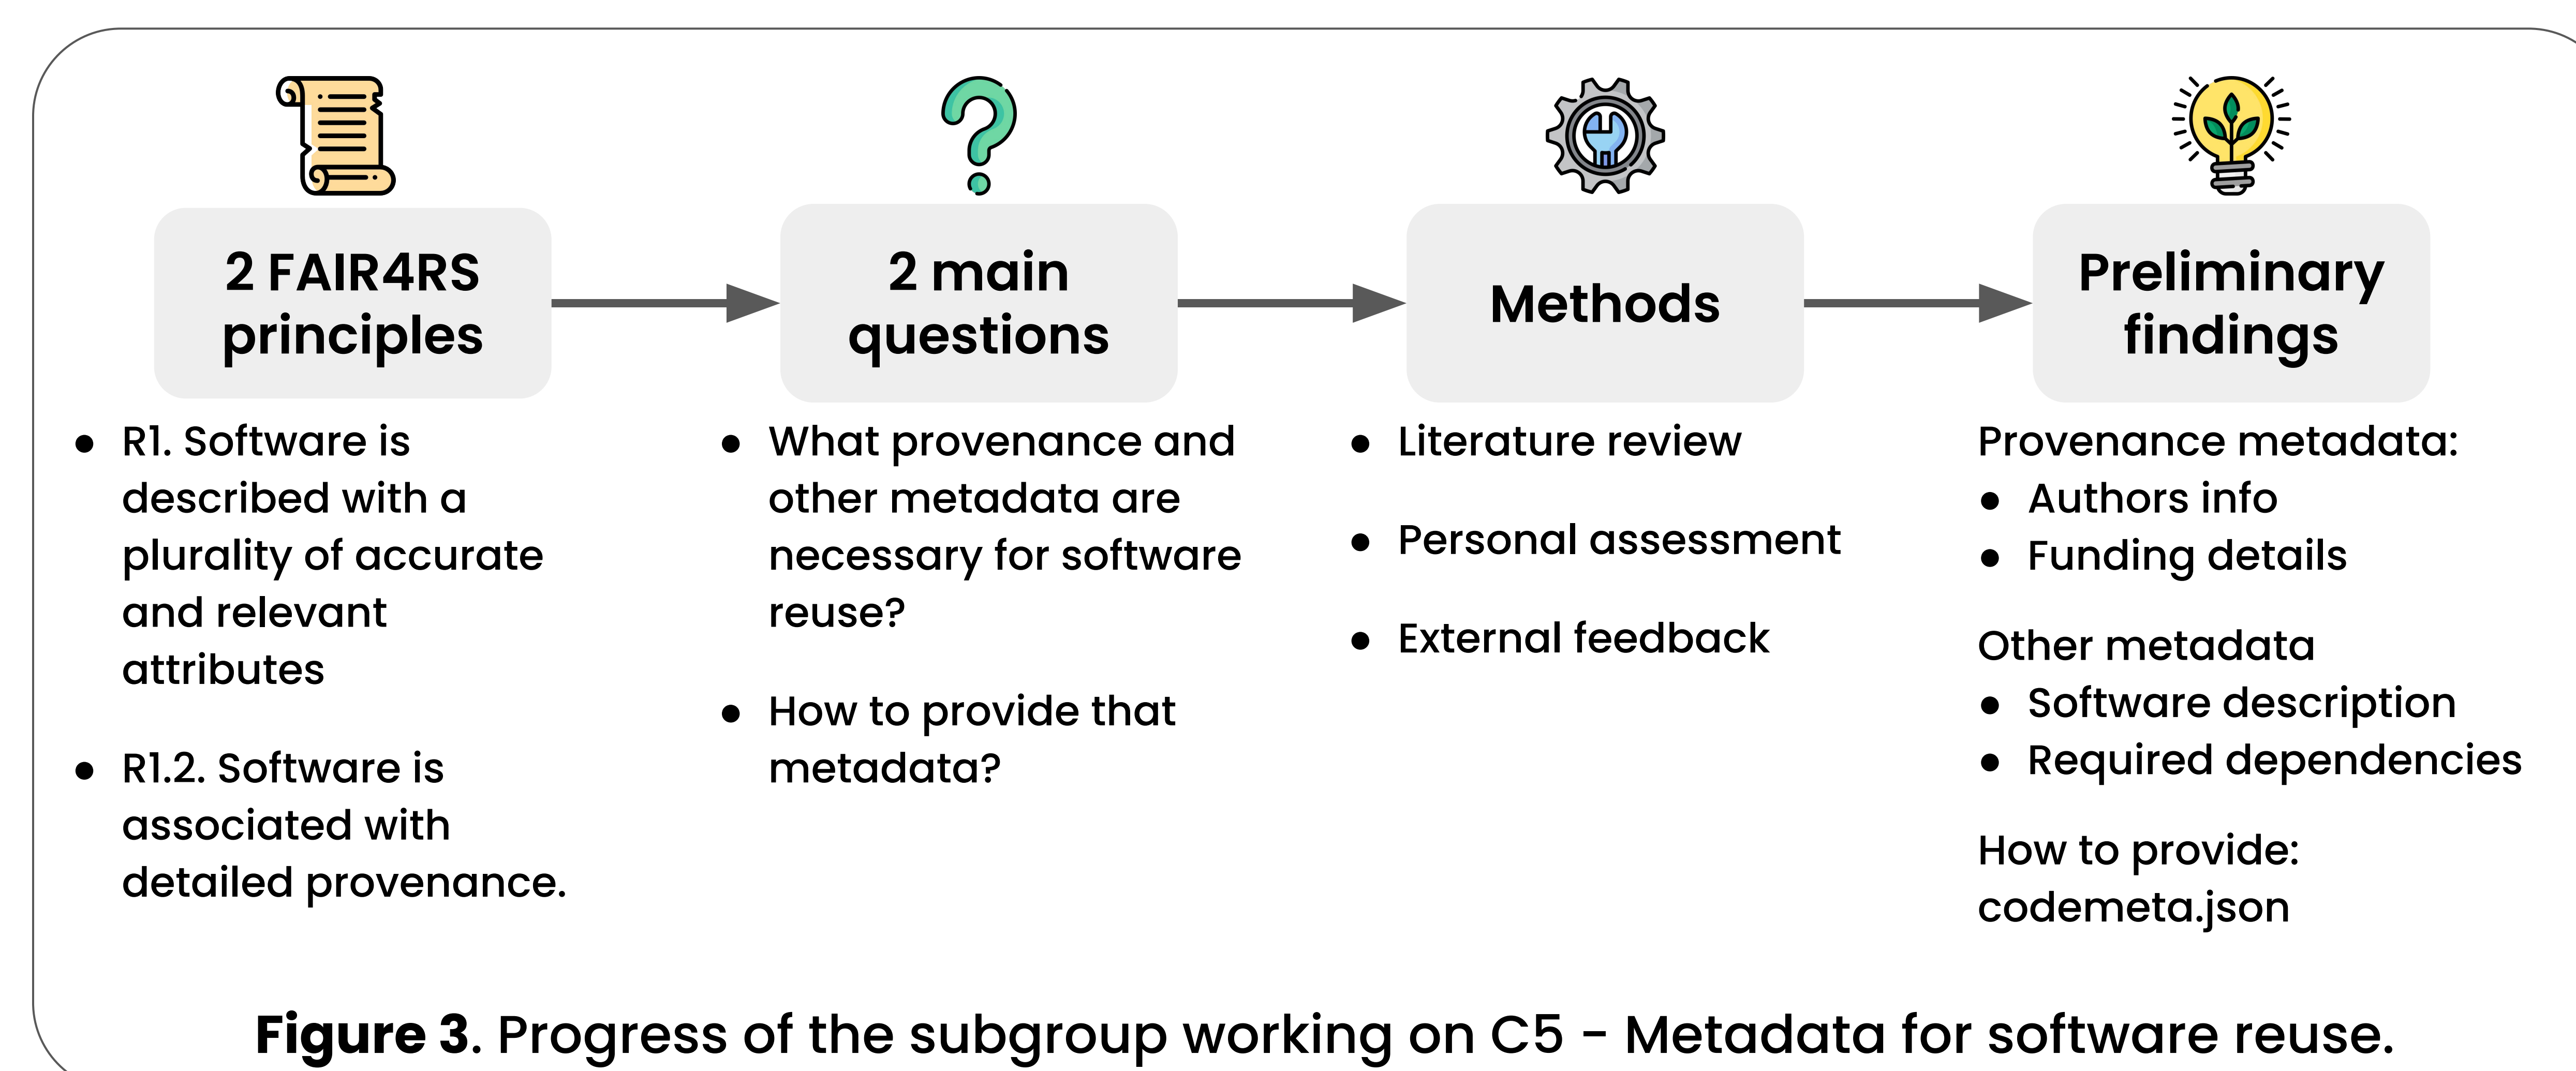 2 FAIR4RS
principles
2 main
questions
Methods
Preliminary
findings
● R1. Software is
described with a
plurality of accurate
and relevant
attributes
● R1.2. Software is
associated with
detailed provenance.
● What provenance and
other metadata are
necessary for software
reuse?
● How to provide that
metadata?
● Literature review
● Personal assessment
● External feedback
Provenance metadata:
● Authors info
● Funding details
Other metadata
● Software description
● Required dependencies
How to provide:
codemeta.json
Figure 3. Progress of the subgroup working on C5 - Metadata for software reuse.